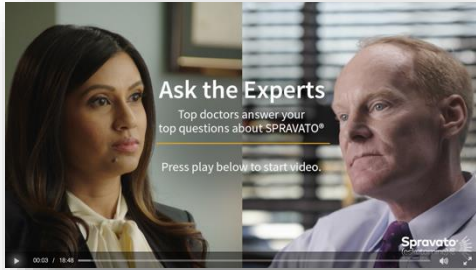 Ask the Experts
Top doctors answer your
top questions about SPRAVATO®
Press play below to start video.
Spravato
00:03 / 18:48